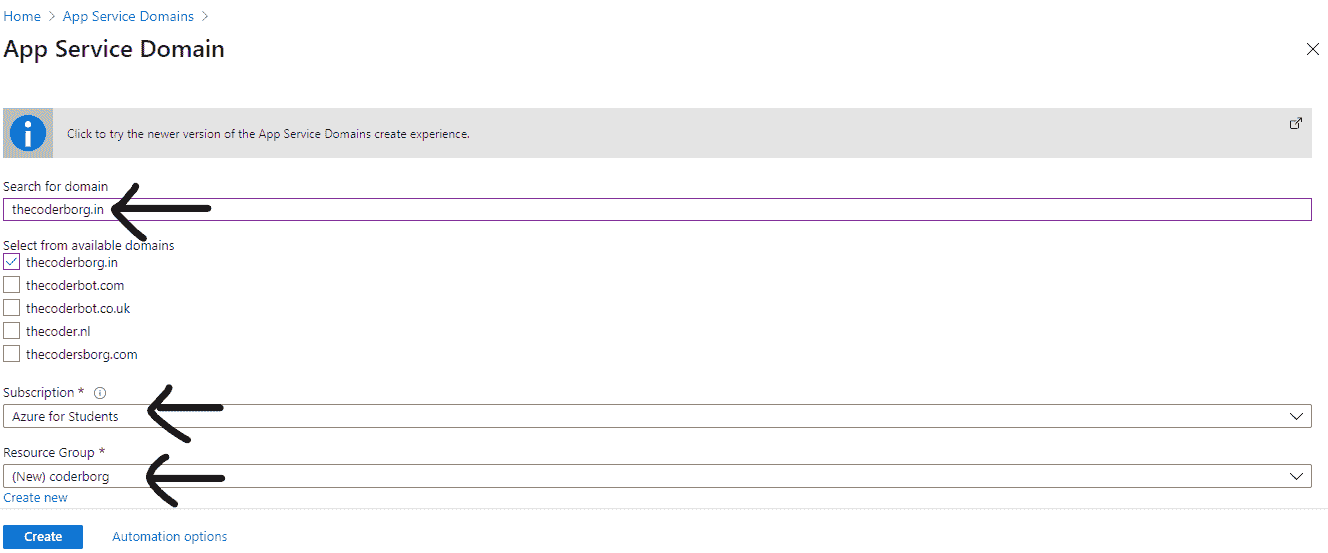 Home > App Service Domains >
App Service Domain
Click to try the newer version of the App Service Domains create experience.
Search for domain
thecoderborg.in
Select from available domains
thecoderborg.in
thecoderbot.com
thecoderbot.co.uk
thecoder.nl
thecodersborg.com
Subscription *
Azure for Students
Resource Group *
(New) coderborg
Create new
Create Automation options